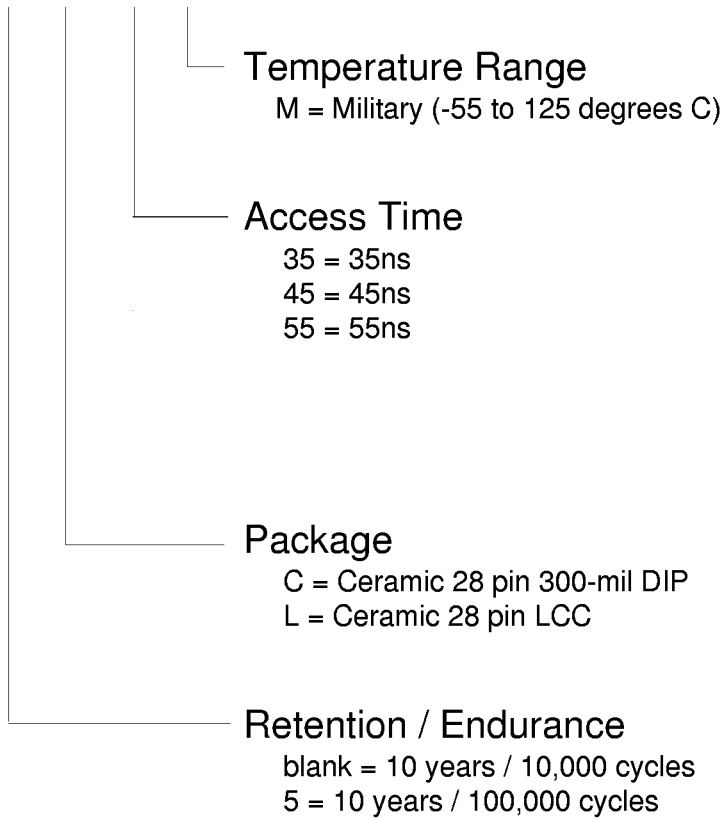 Temperature Range
M = Military (-55 to 125 degrees C)
Access Time
35 = 35ns
45 = 45ns
55 = 55ns
Package
C = Ceramic 28 pin 300-mil DIP
L = Ceramic 28 pin LCC
Retention / Endurance
blank = 10 years / 10,000 cycles
5 = 10 years / 100,000 cycles